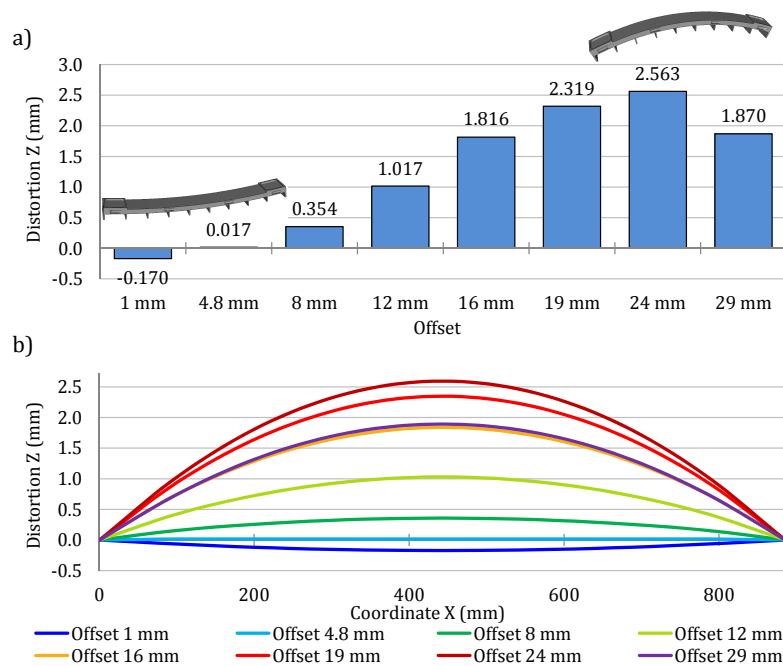 a)
Distortion Z (mm)
3.0
2.5
2.0
1.5
1.0
0.5
0.0
-0.5
-0.170
0.017
0.354
1.017
1.816
2.319
2.563
1.870
1 mm 4.8 mm 8 mm 12 mm 16 mm 19 mm 24 mm 29 mm
Offset
b)
Distortion Z (mm)
2.5
2.0
1.5
1.0
0.5
0.0
-0.5
0 200 400 600 800
Coordinate X (mm)
Offset 1 mm Offset 4.8 mm Offset 8 mm Offset 12 mm
Offset 16 mm Offset 19 mm Offset 24 mm Offset 29 mm